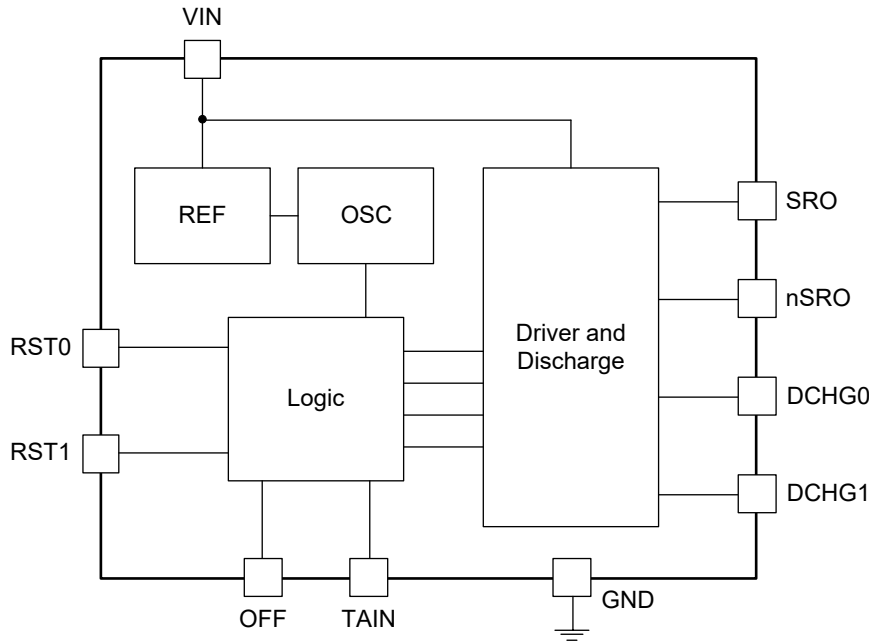 VIN
REF
OSC
SRO
nSRO
Driver and
Discharge
RST0
Logic
DCHG0
RST1
DCHG1
OFF
TAIN
GND